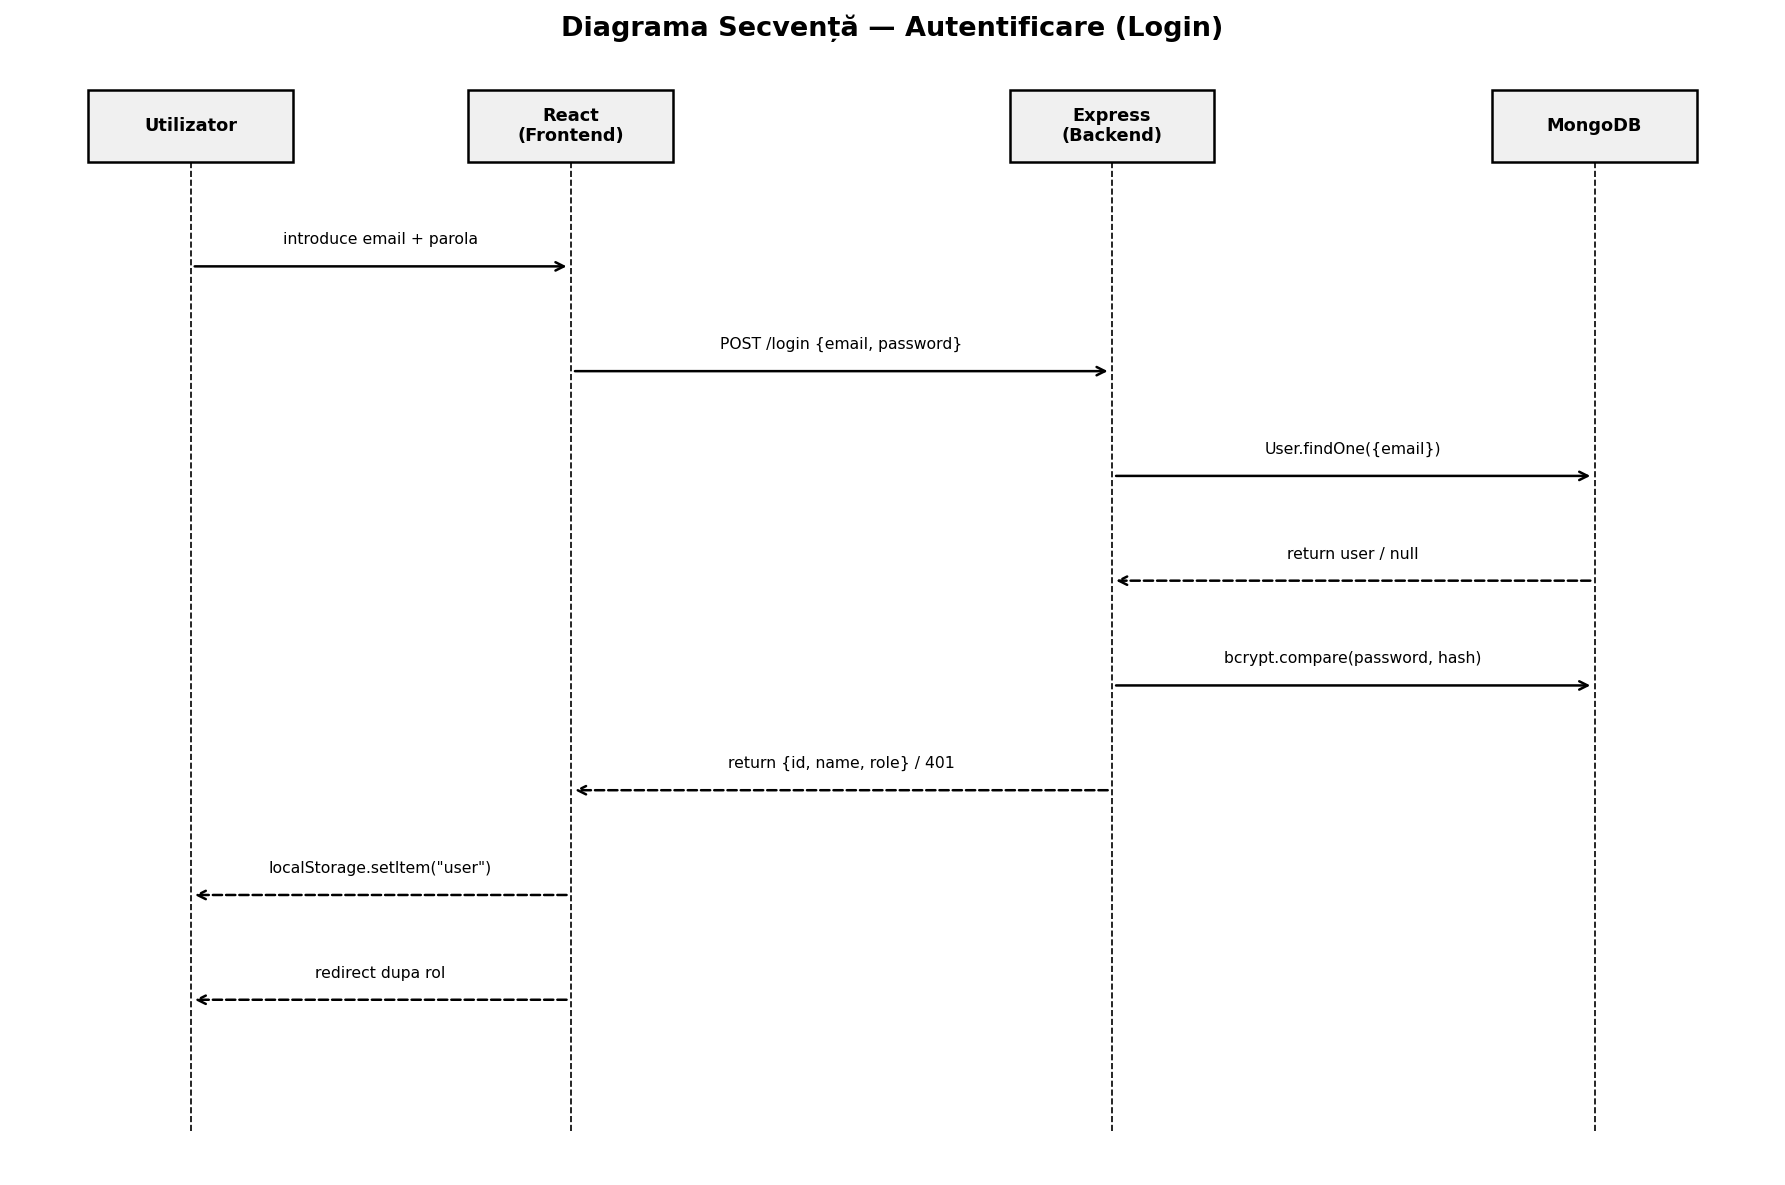 Diagrama Secvență — Autentificare (Login)
Utilizator
React
(Frontend)
Express
(Backend)
MongoDB
introduce email + parola
POST /login {email, password}
User.findOne({email})
return user / null
bcrypt.compare(password, hash)
return {id, name, role} / 401
localStorage.setItem("user")
redirect dupa rol